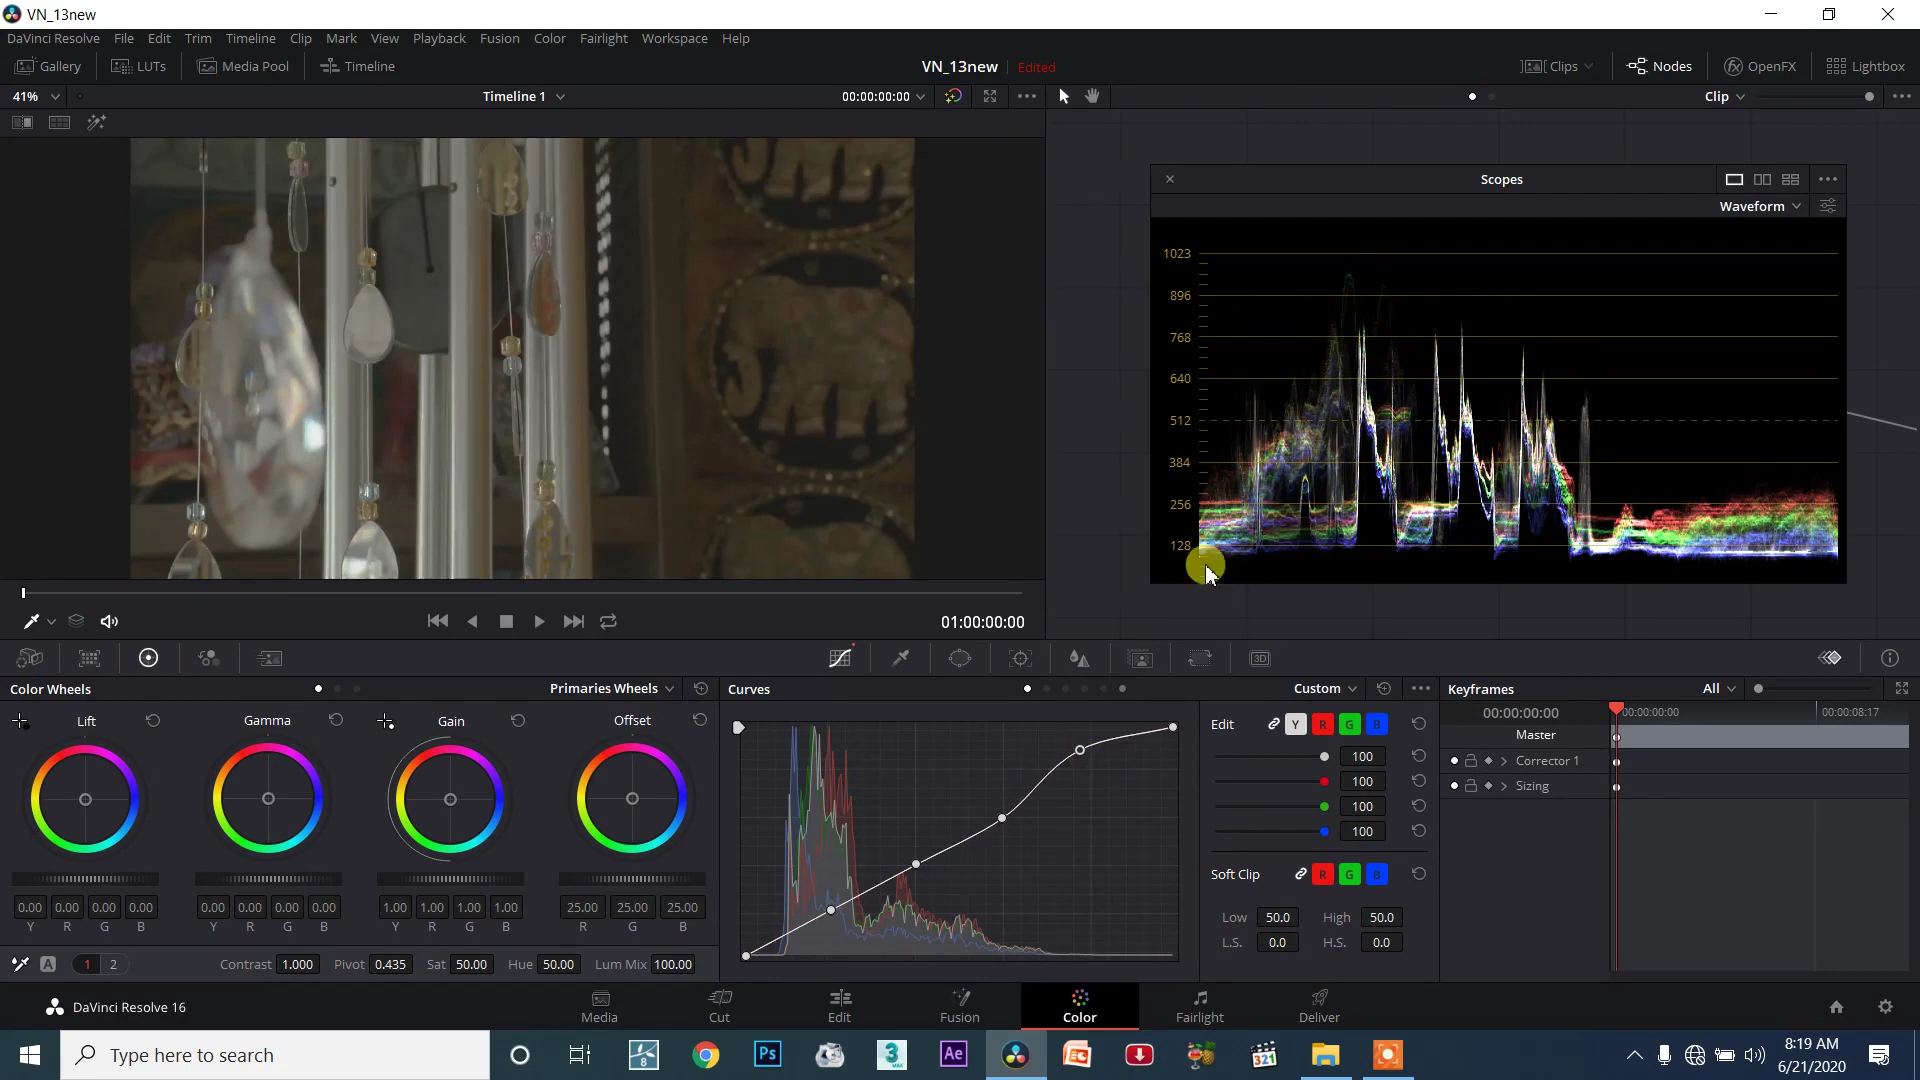 VN_13new
DaVinci Resolve File Edit Trim Timeline Clip Mark View Playback Fusion Color Fairlight Workspace Help
Gallery LUTs Media Pool Timeline VN_13new Edited Clips Nodes OpenFX Lightbox
41% Timeline 1 00:00:00:00 Clip
Scopes
Waveform
1023
896
768
640
512
384
256
128
01:00:00:00
3D
Color Wheels Primaries Wheels Curves Custom Keyframes All
Lift Gamma Gain Offset
Edit Y R G B
100
100
100
100
Soft Clip R G B
Low 50.0 High 50.0
L.S. 0.0 H.S. 0.0
00:00:00:00 00:00:00:00 00:00:08:17
Master
Corrector 1
Sizing
0.00 0.00 0.00 0.00 0.00 0.00 0.00 0.00 1.00 1.00 1.00 1.00 25.00 25.00 25.00
Y R G B Y R G B Y R G B R G B
A 1 2 Contrast 1.000 Pivot 0.435 Sat 50.00 Hue 50.00 Lum Mix 100.00
DaVinci Resolve 16 Media Cut Edit Fusion Color Fairlight Deliver
Type here to search
8
Ps
3
MAX
Ae
321
8:19 AM
6/21/2020